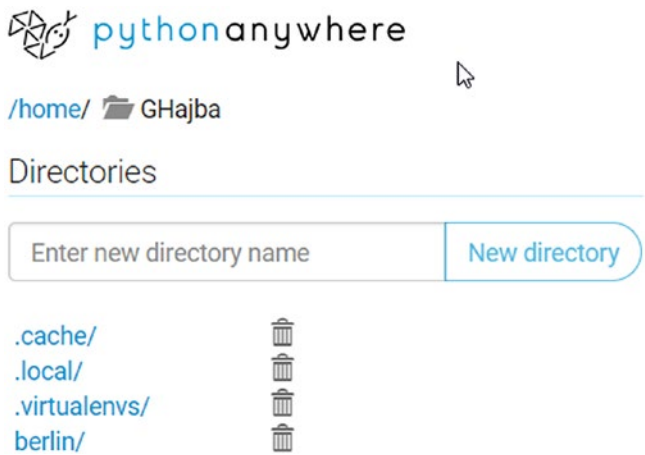 pythonanywhere
/home/ GHajba
Directories
Enter new directory name New directory
.cache/
.local/
.virtualenvs/
berlin/